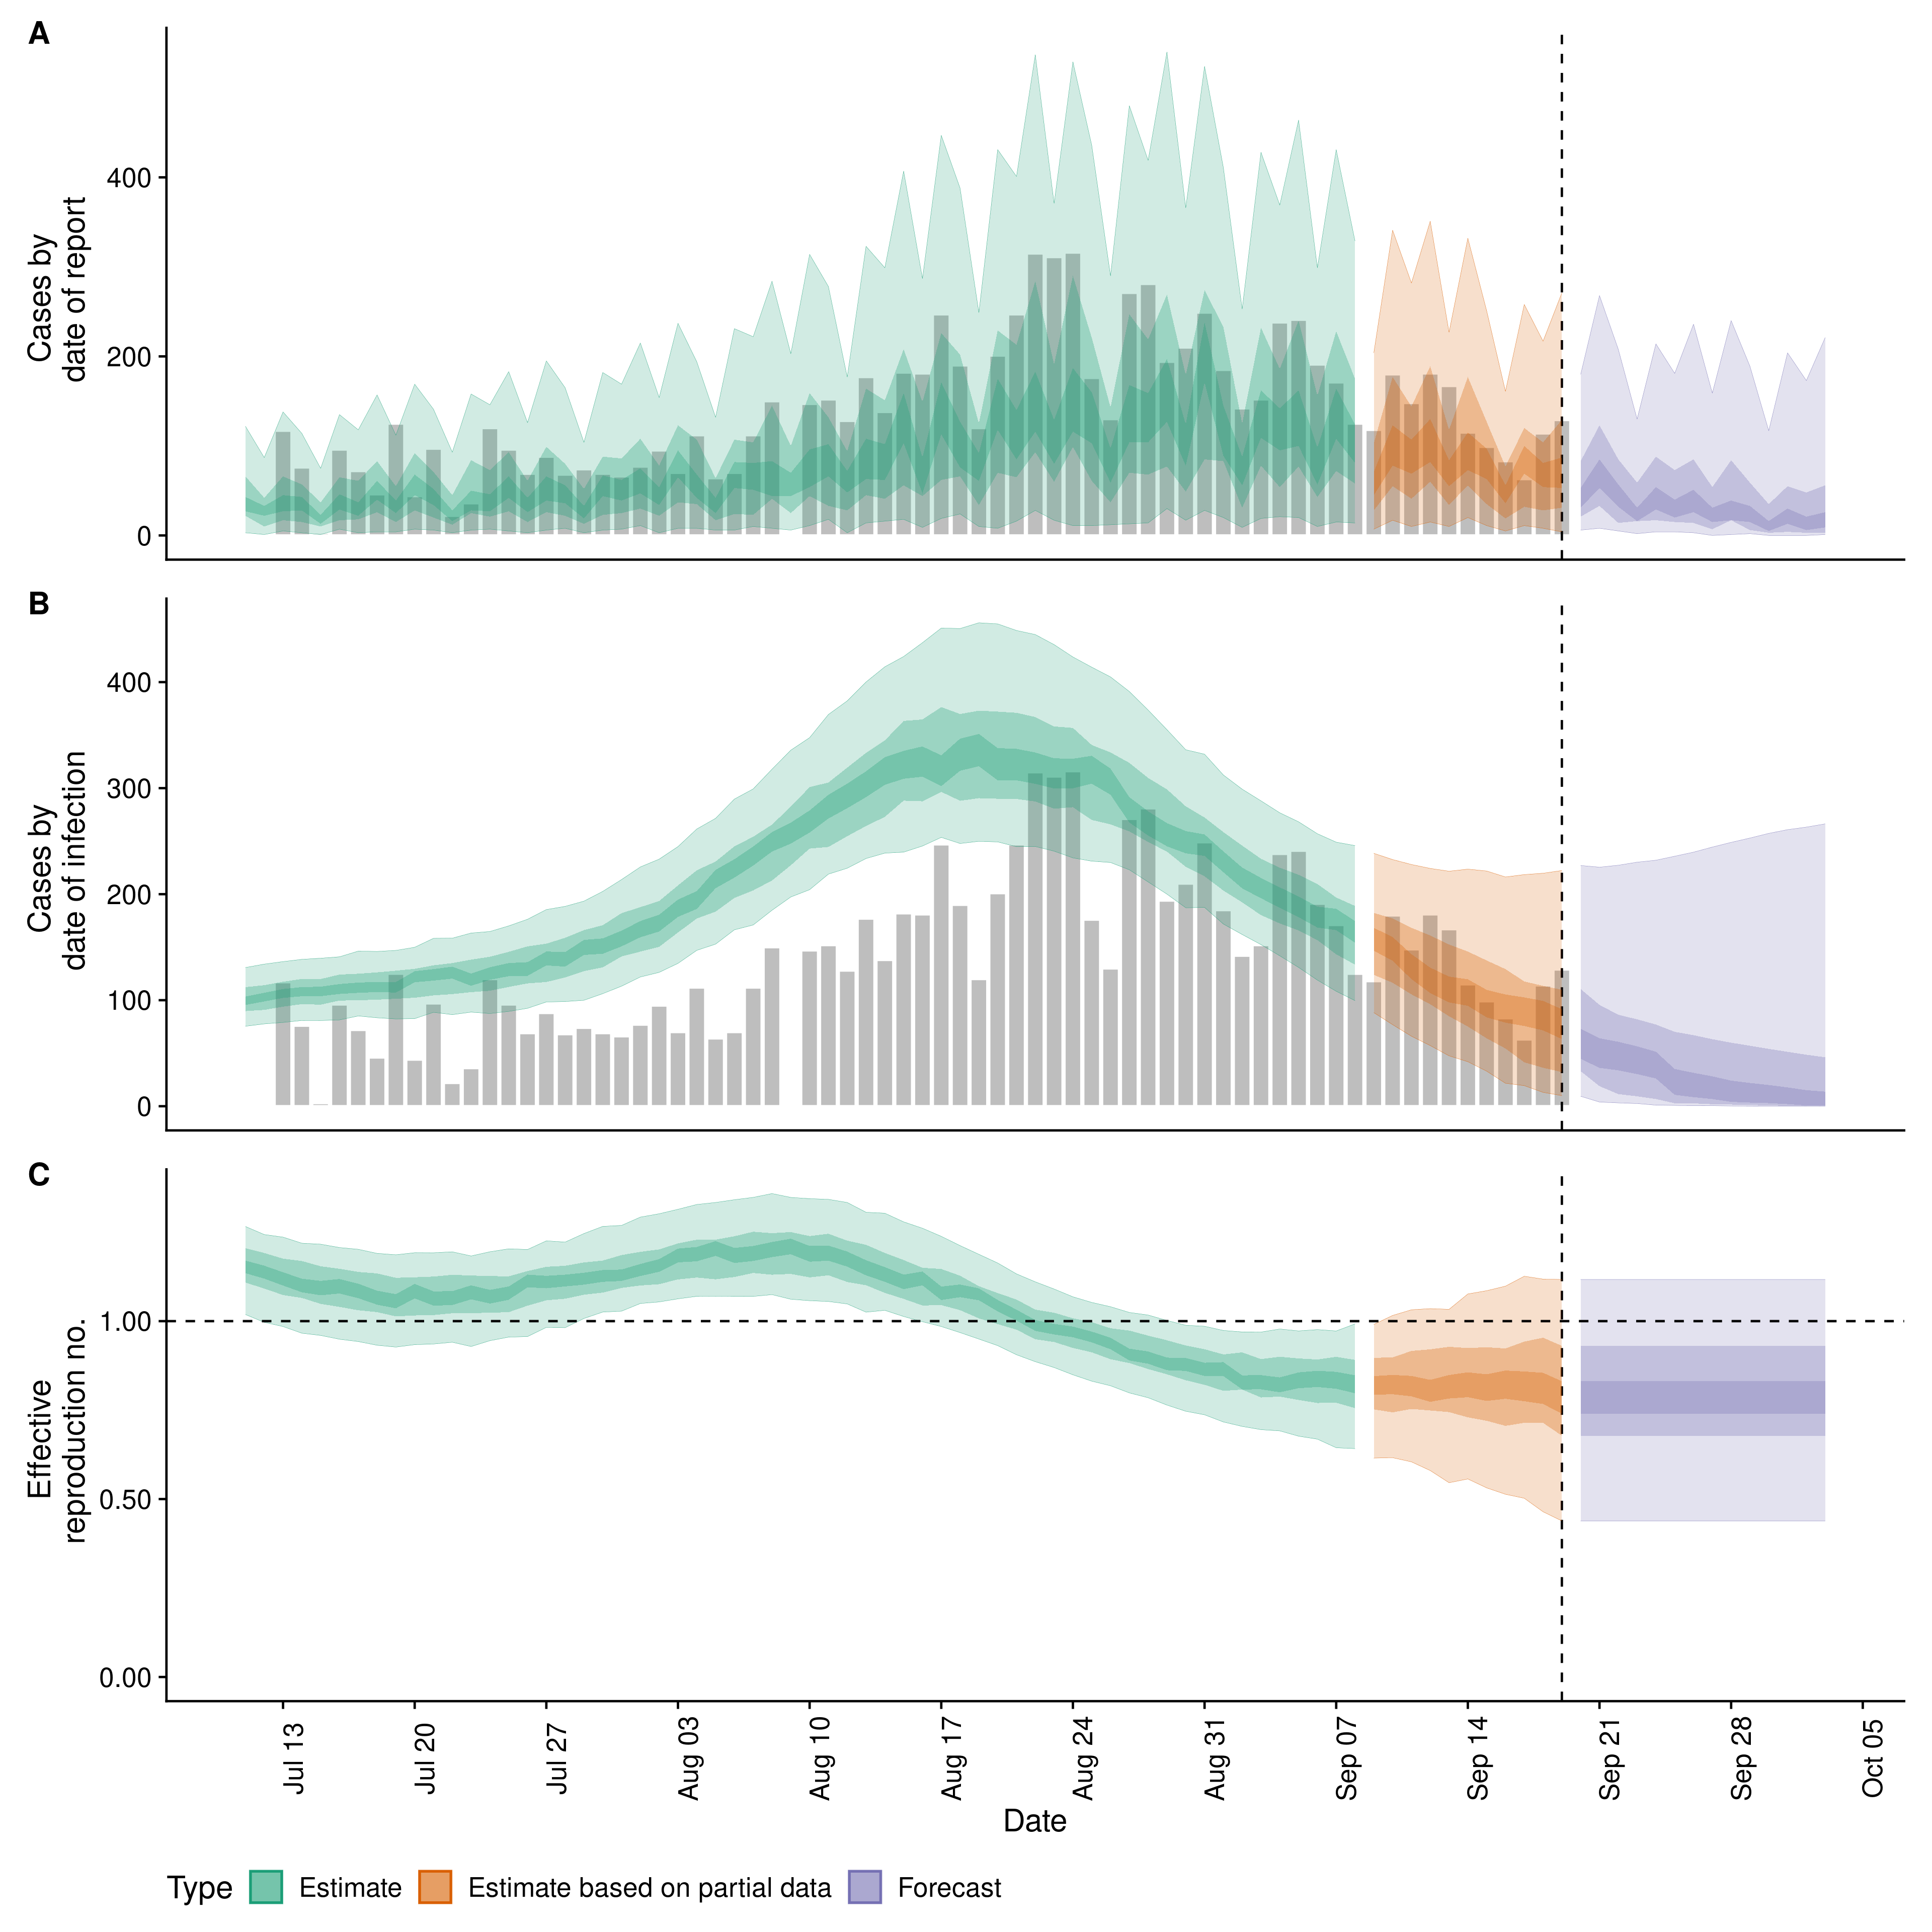 A
Cases by
date of report
400
200
0
B
Cases by
date of infection
400
300
200
100
0
C
Effective
reproduction no.
1.00
0.50
0.00
Jul 13
Jul 20
Jul 27
Aug 03
Aug 10
Aug 17
Aug 24
Aug 31
Sep 07
Sep 14
Sep 21
Sep 28
Oct 05
Date
Type Estimate Estimate based on partial data Forecast